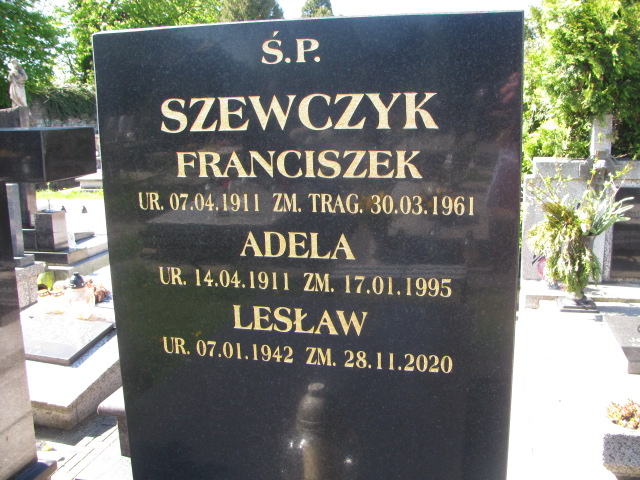 Ś.P.
SZEWCZYK
FRANCISZEK
UR. 07.04.1911 ZM. TRAG. 30.03.1961
ADELA
UR. 14.04.1911 ZM. 17.01.1995
LESŁAW
UR. 07.01.1942 ZM. 28.11.2020